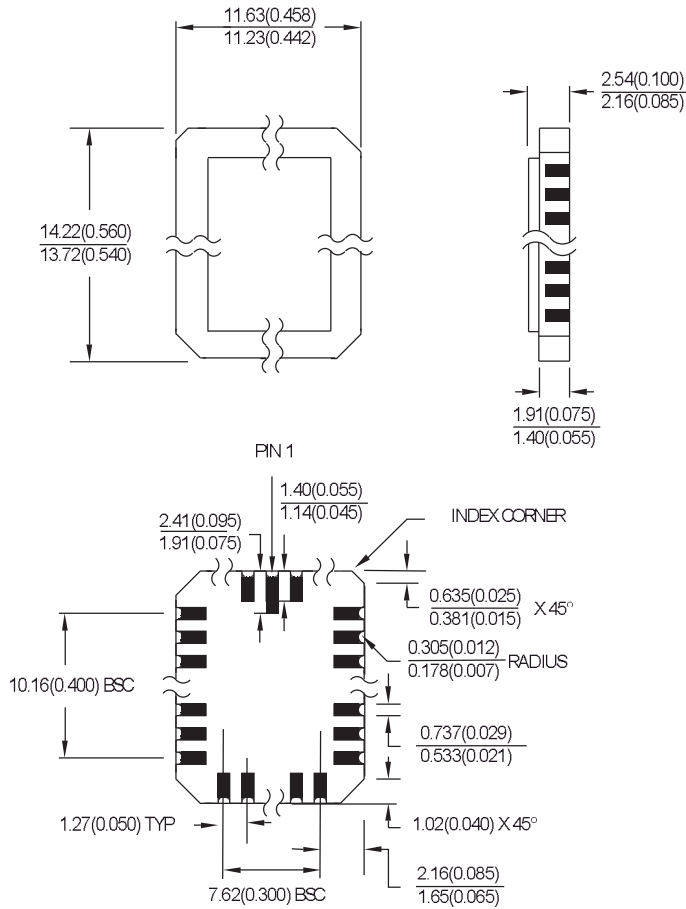 11.63(0.458)
11.23(0.442)
2.54(0.100)
2.16(0.085)
14.22(0.560)
13.72(0.540)
1.91(0.075)
1.40(0.055)
PIN 1
1.40(0.055)
1.14(0.045)
INDEX CORNER
2.41(0.095)
1.91(0.075)
0.635(0.025)
0.381(0.015)
X 45°
0.305(0.012)
0.178(0.007)
RADIUS
10.16(0.400) BSC
0.737(0.029)
0.533(0.021)
1.27(0.050) TYP
1.02(0.040) X 45°
7.62(0.300) BSC
2.16(0.085)
1.65(0.065)